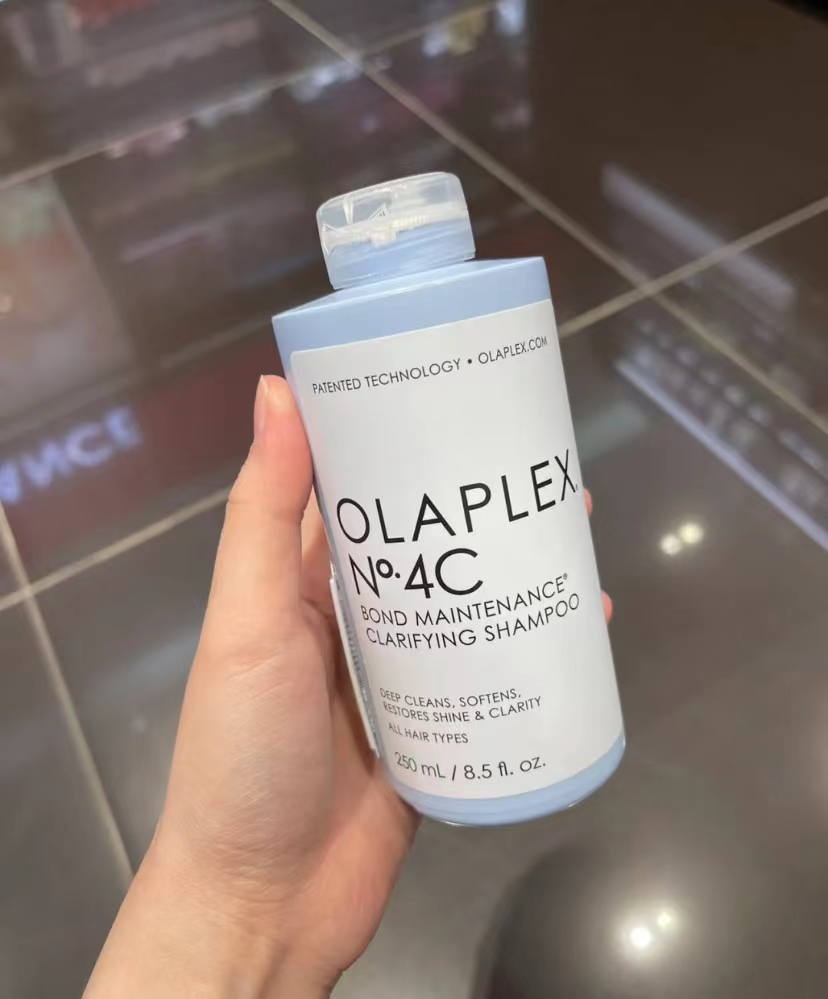 PATENTED TECHNOLOGY • OLAPLEX.COM
OLAPLEX.
Nº.4C
BOND MAINTENANCE®
CLARIFYING SHAMPOO
DEEP CLEANS, SOFTENS,
RESTORES SHINE & CLARITY
ALL HAIR TYPES
250 mL / 8.5 fl. oz.